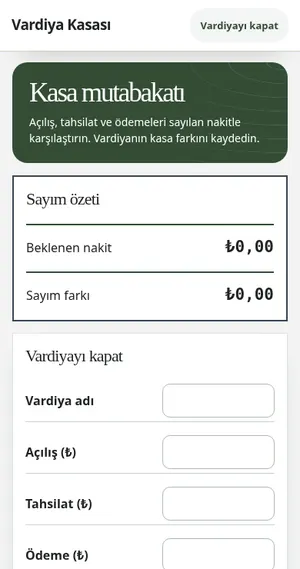 Vardiya Kasası
Vardiyayı kapat
Kasa mutabakatı
Açılış, tahsilat ve ödemeleri sayılan nakitle
karşılaştırın. Vardiyanın kasa farkını kaydedin.
Sayım özeti
Beklenen nakit
₺0,00
Sayım farkı
₺0,00
Vardiyayı kapat
Vardiya adı
Açılış (₺)
Tahsilat (₺)
Ödeme (₺)